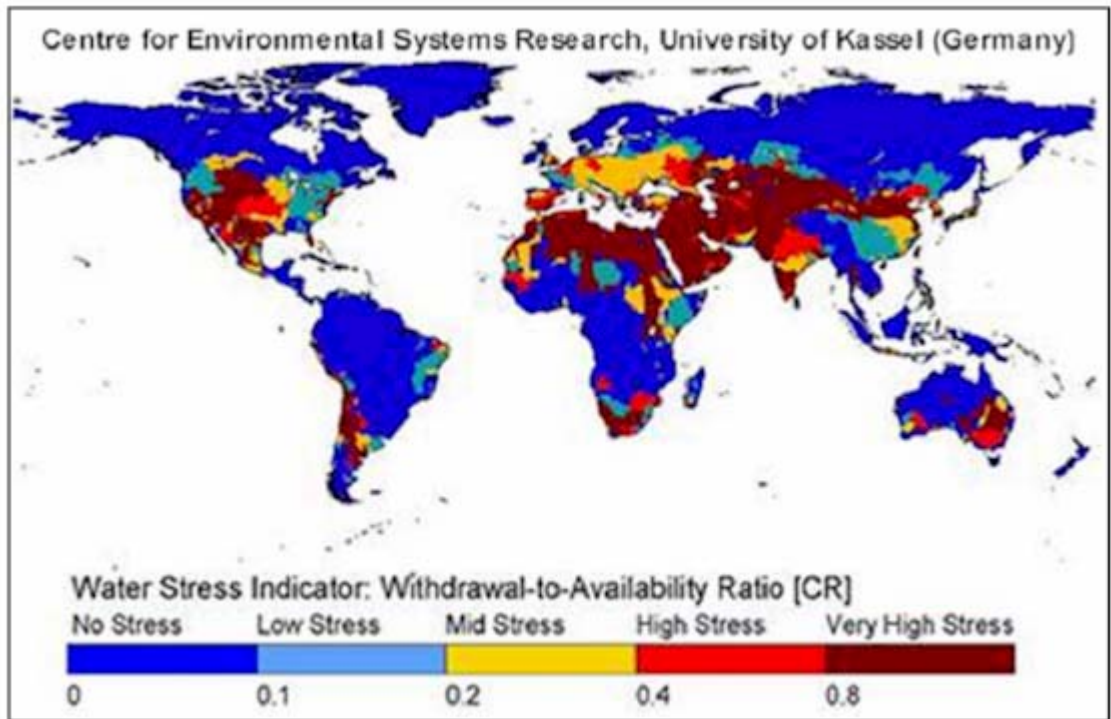 Centre for Environmental Systems Research, University of Kassel (Germany)
Water Stress Indicator: Withdrawal-to-Availability Ratio [CR]
No Stress Low Stress Mid Stress High Stress Very High Stress
0 0.1 0.2 0.4 0.8